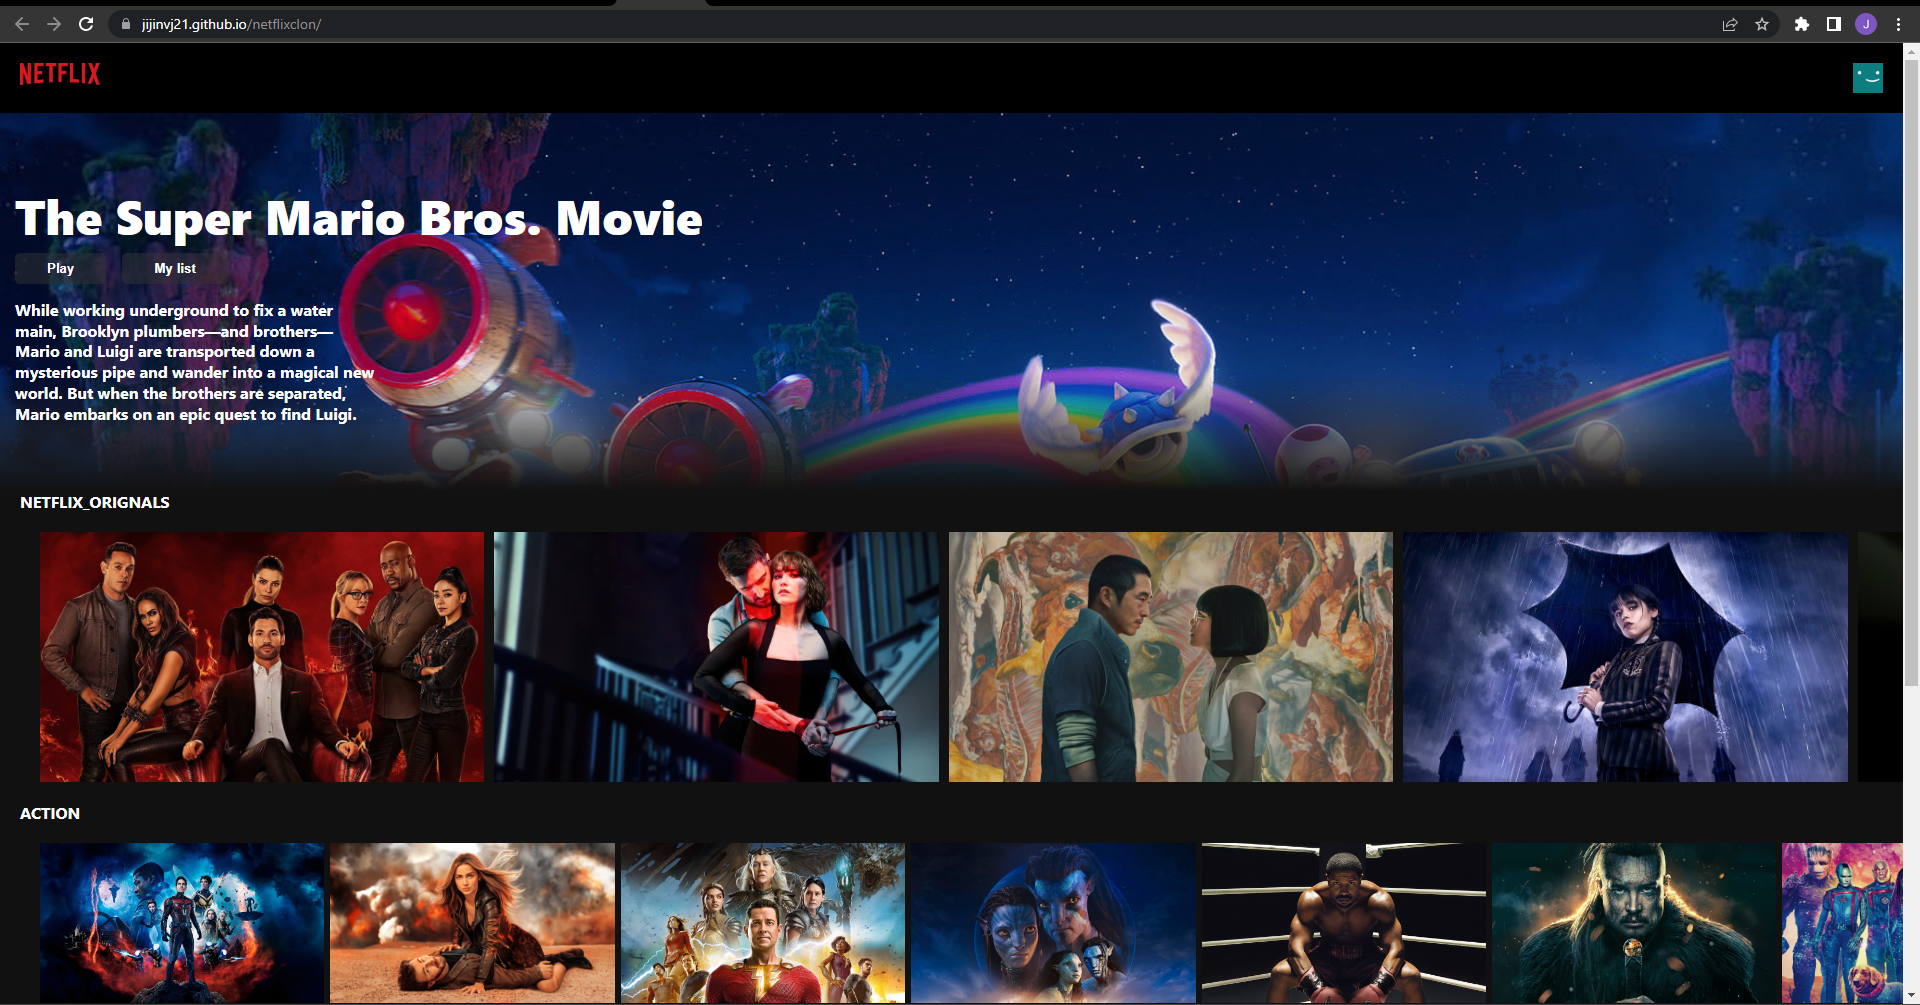 jijinvj21.github.io/netflixclon/
J
NETFLIX
The Super Mario Bros. Movie
Play
My list
While working underground to fix a water
main, Brooklyn plumbers—and brothers—
Mario and Luigi are transported down a
mysterious pipe and wander into a magical new
world. But when the brothers are separated,
Mario embarks on an epic quest to find Luigi.
NETFLIX_ORIGNALS
ACTION